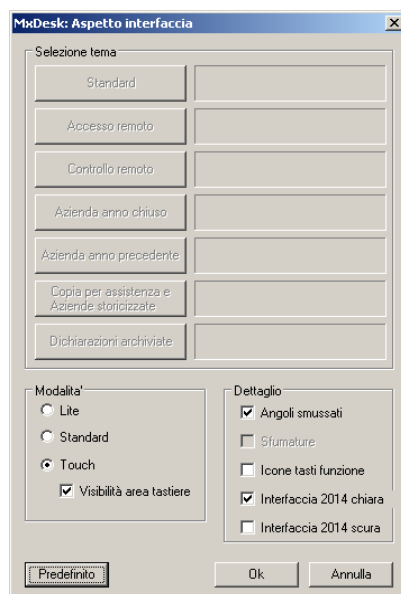 MxDesk: Aspetto interfaccia
Selezione tema
Standard
Accesso remoto
Controllo remoto
Azienda anno chiuso
Azienda anno precedente
Copia per assistenza e
Aziende storicizzate
Dichiarazioni archiviate
Modalita'
Lite
Standard
Touch
Visibilità area tastiere
Dettaglio
Angoli smussati
Sfumature
Icone tasti funzione
Interfaccia 2014 chiara
Interfaccia 2014 scura
Predefinito
Ok
Annulla